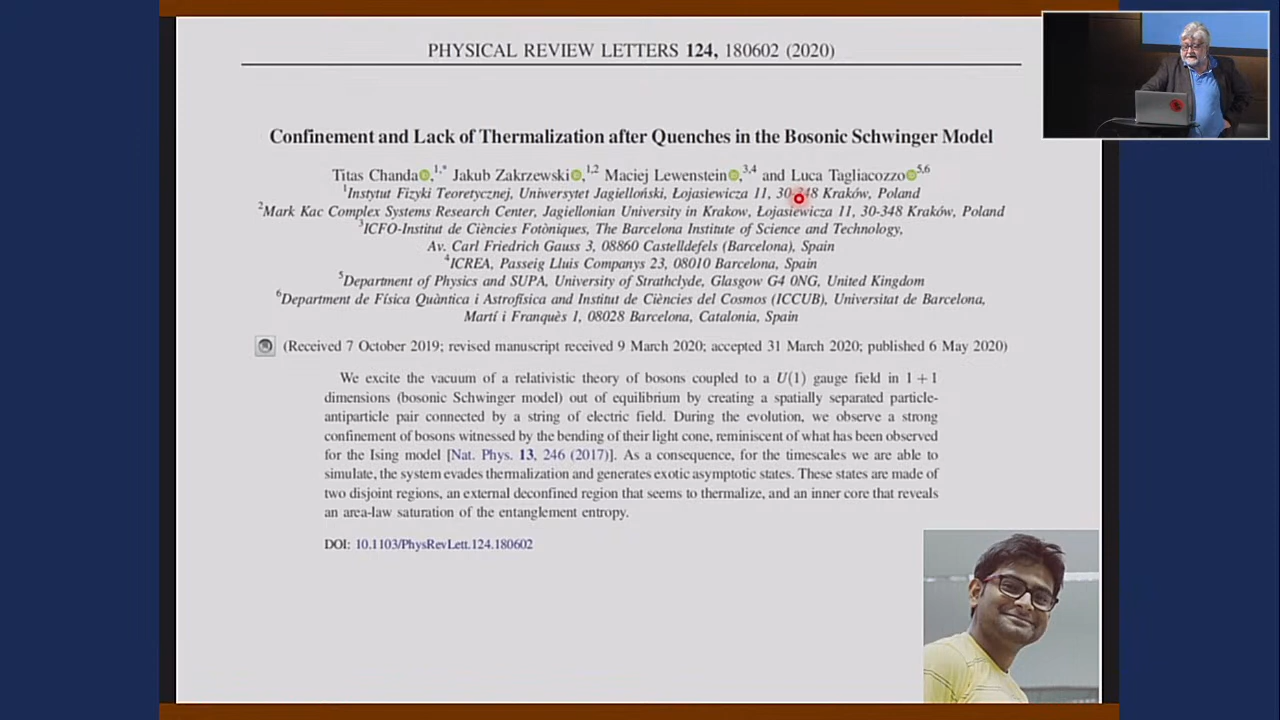 PHYSICAL REVIEW LETTERS 124, 180602 (2020)
Confinement and Lack of Thermalization after Quenches in the Bosonic Schwinger Model
Titas Chanda,1,* Jakub Zakrzewski,1,2 Maciej Lewenstein,3,4 and Luca Tagliacozzo5,6
1Instytut Fizyki Teoretycznej, Uniwersytet Jagielloński, Łojasiewicza 11, 30-348 Kraków, Poland
2Mark Kac Complex Systems Research Center, Jagiellonian University in Krakow, Łojasiewicza 11, 30-348 Kraków, Poland
3ICFO-Institut de Ciències Fotòniques, The Barcelona Institute of Science and Technology,
Av. Carl Friedrich Gauss 3, 08860 Castelldefels (Barcelona), Spain
4ICREA, Passeig Lluis Companys 23, 08010 Barcelona, Spain
5Department of Physics and SUPA, University of Strathclyde, Glasgow G4 0NG, United Kingdom
6Department de Física Quàntica i Astrofísica and Institut de Ciències del Cosmos (ICCUB), Universitat de Barcelona,
Martí i Franquès 1, 08028 Barcelona, Catalonia, Spain
(Received 7 October 2019; revised manuscript received 9 March 2020; accepted 31 March 2020; published 6 May 2020)
We excite the vacuum of a relativistic theory of bosons coupled to a U(1) gauge field in 1 + 1
dimensions (bosonic Schwinger model) out of equilibrium by creating a spatially separated particle-
antiparticle pair connected by a string of electric field. During the evolution, we observe a strong
confinement of bosons witnessed by the bending of their light cone, reminiscent of what has been observed
for the Ising model [Nat. Phys. 13, 246 (2017)]. As a consequence, for the timescales we are able to
simulate, the system evades thermalization and generates exotic asymptotic states. These states are made of
two disjoint regions, an external deconfined region that seems to thermalize, and an inner core that reveals
an area-law saturation of the entanglement entropy.
DOI: 10.1103/PhysRevLett.124.180602